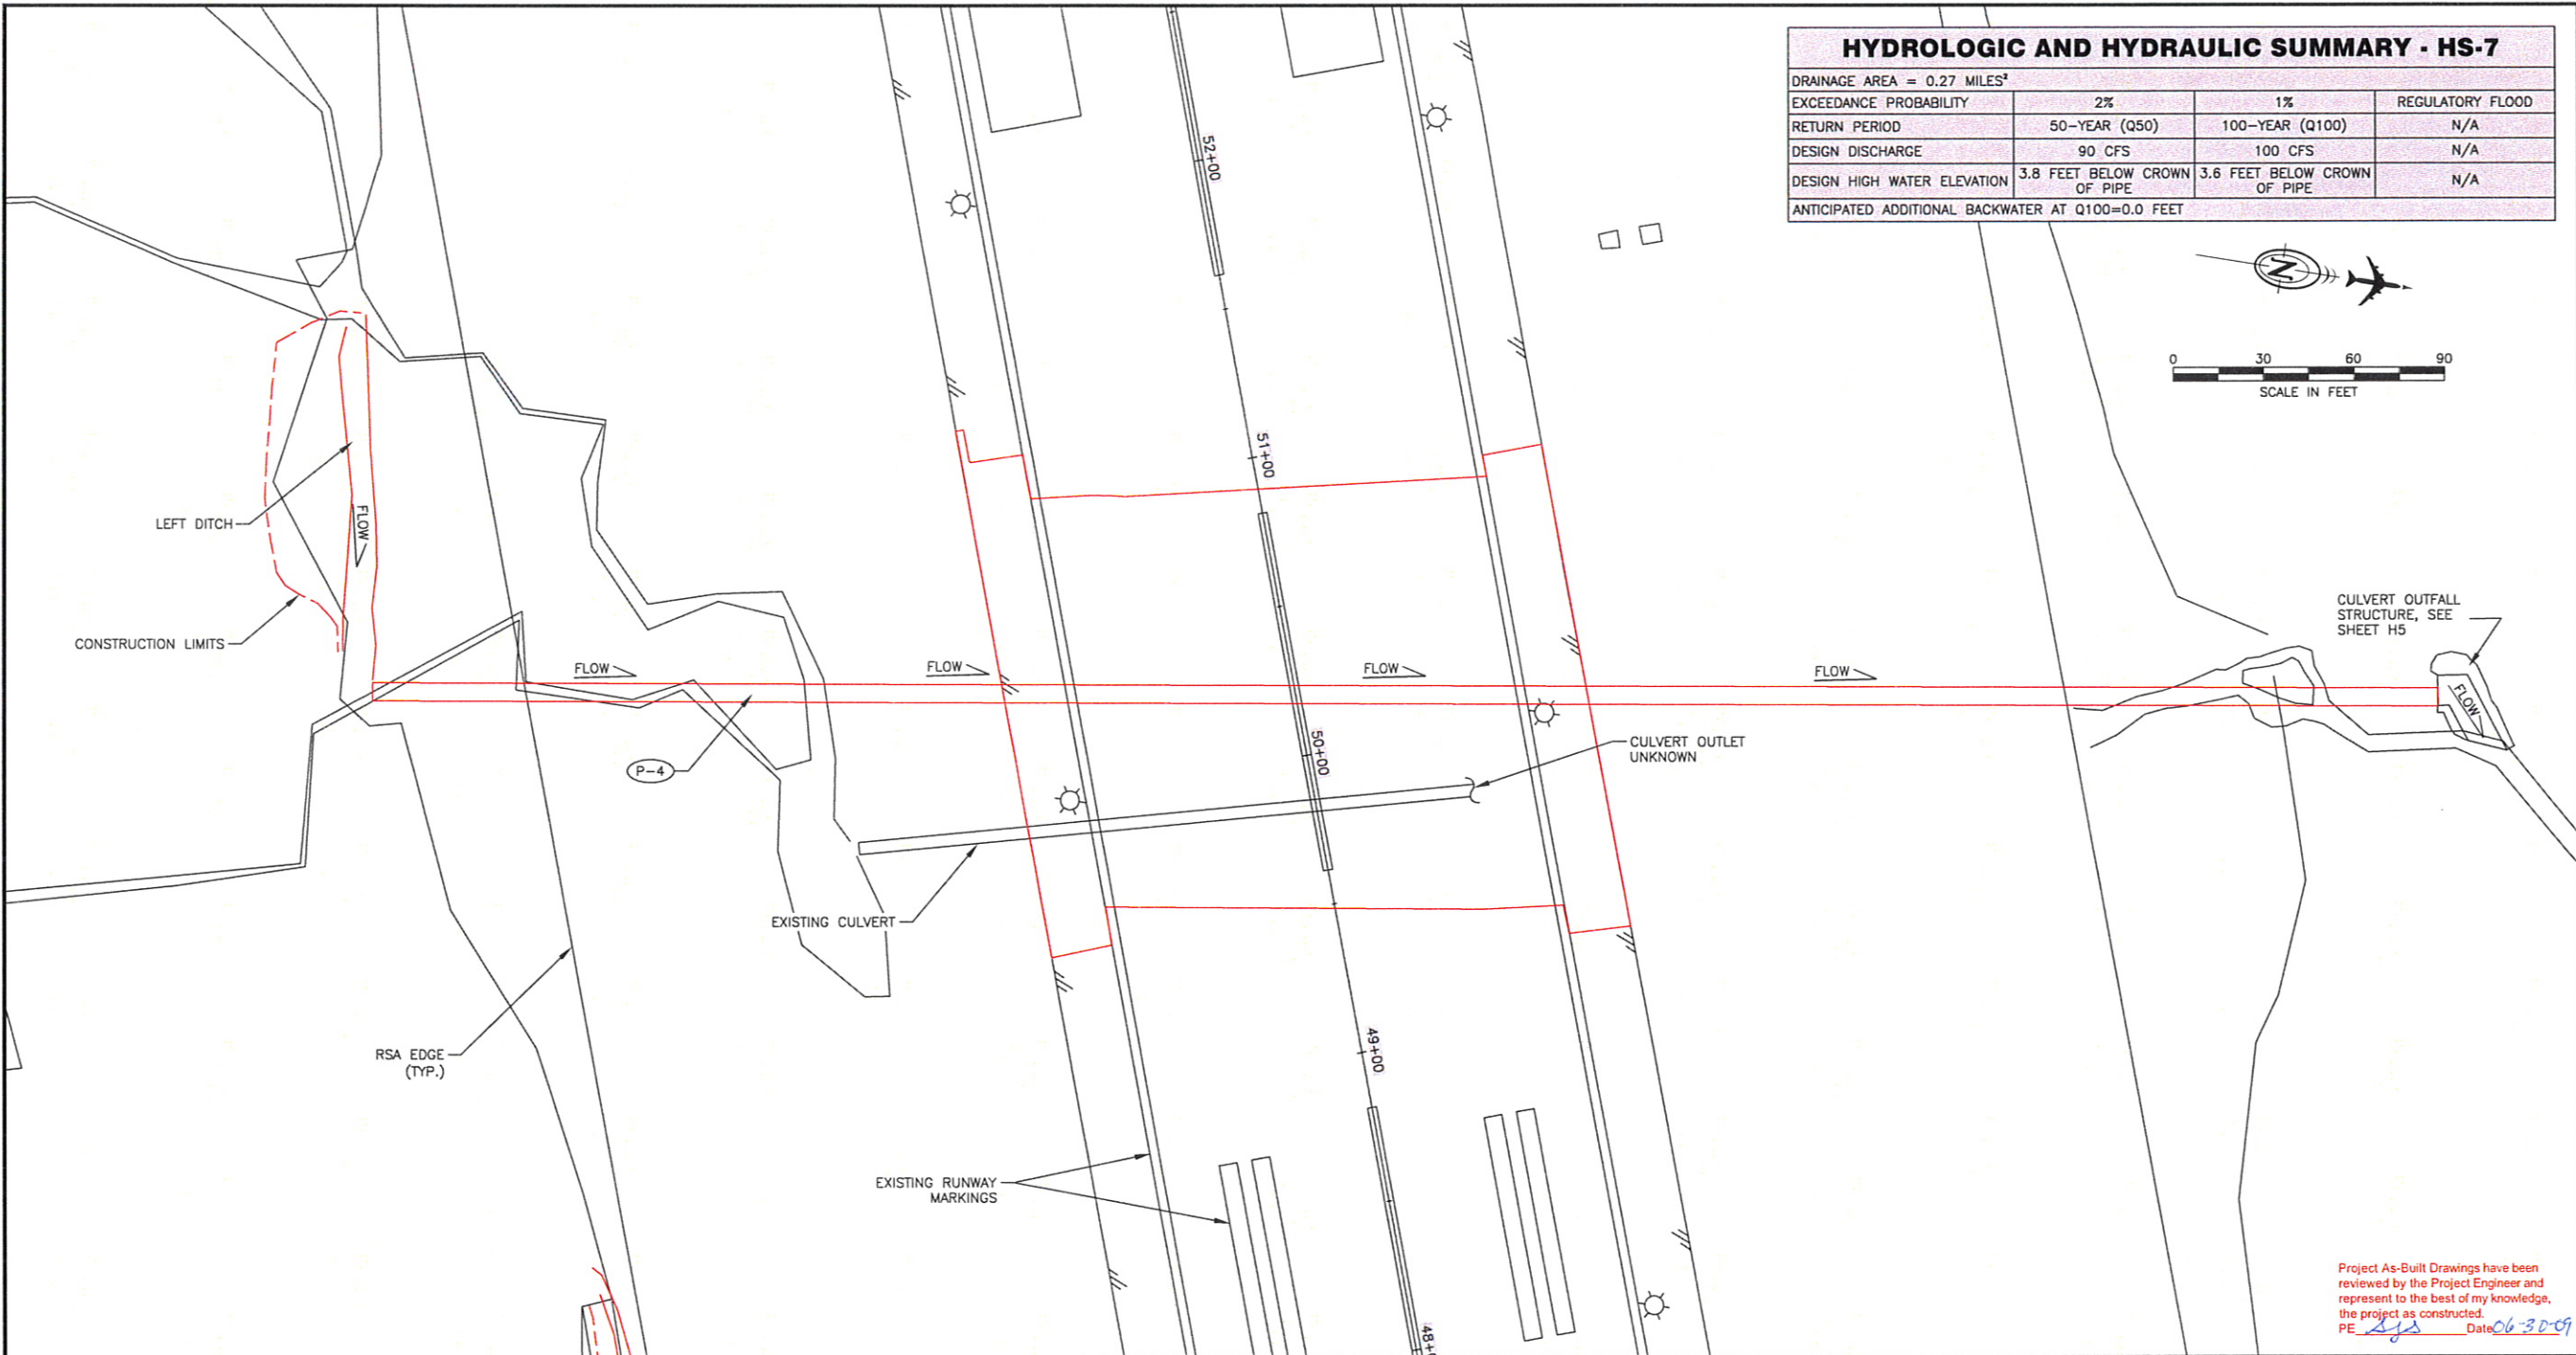 HYDROLOGIC AND HYDRAULIC SUMMARY - HS-7
DRAINAGE AREA = 0.27 MILES²
EXCEEDANCE PROBABILITY 2% 1% REGULATORY FLOOD
RETURN PERIOD 50-YEAR (Q50) 100-YEAR (Q100) N/A
DESIGN DISCHARGE 90 CFS 100 CFS N/A
DESIGN HIGH WATER ELEVATION 3.8 FEET BELOW CROWN OF PIPE 3.6 FEET BELOW CROWN OF PIPE N/A
ANTICIPATED ADDITIONAL BACKWATER AT Q100=0.0 FEET
52+00
N
0 30 60 90
SCALE IN FEET
51+00
LEFT DITCH
FLOW
CONSTRUCTION LIMITS
FLOW
FLOW
FLOW
FLOW
CULVERT OUTFALL
STRUCTURE, SEE
SHEET H5
FLOW
P-4
50+00
CULVERT OUTLET
UNKNOWN
EXISTING CULVERT
RSA EDGE
(TYP.)
49+00
EXISTING RUNWAY
MARKINGS
48+
Project As-Built Drawings have been
reviewed by the Project Engineer and
represent to the best of my knowledge,
the project as constructed.
PE Date 06-30-09